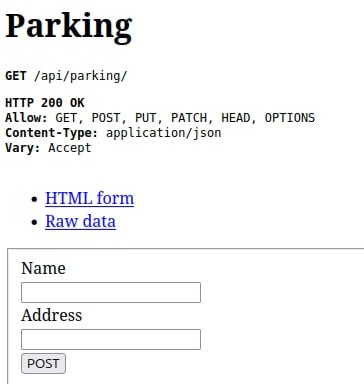 Parking
GET /api/parking/
HTTP 200 OK
Allow: GET, POST, PUT, PATCH, HEAD, OPTIONS
Content-Type: application/json
Vary: Accept
HTML form
Raw data
Name
Address
POST